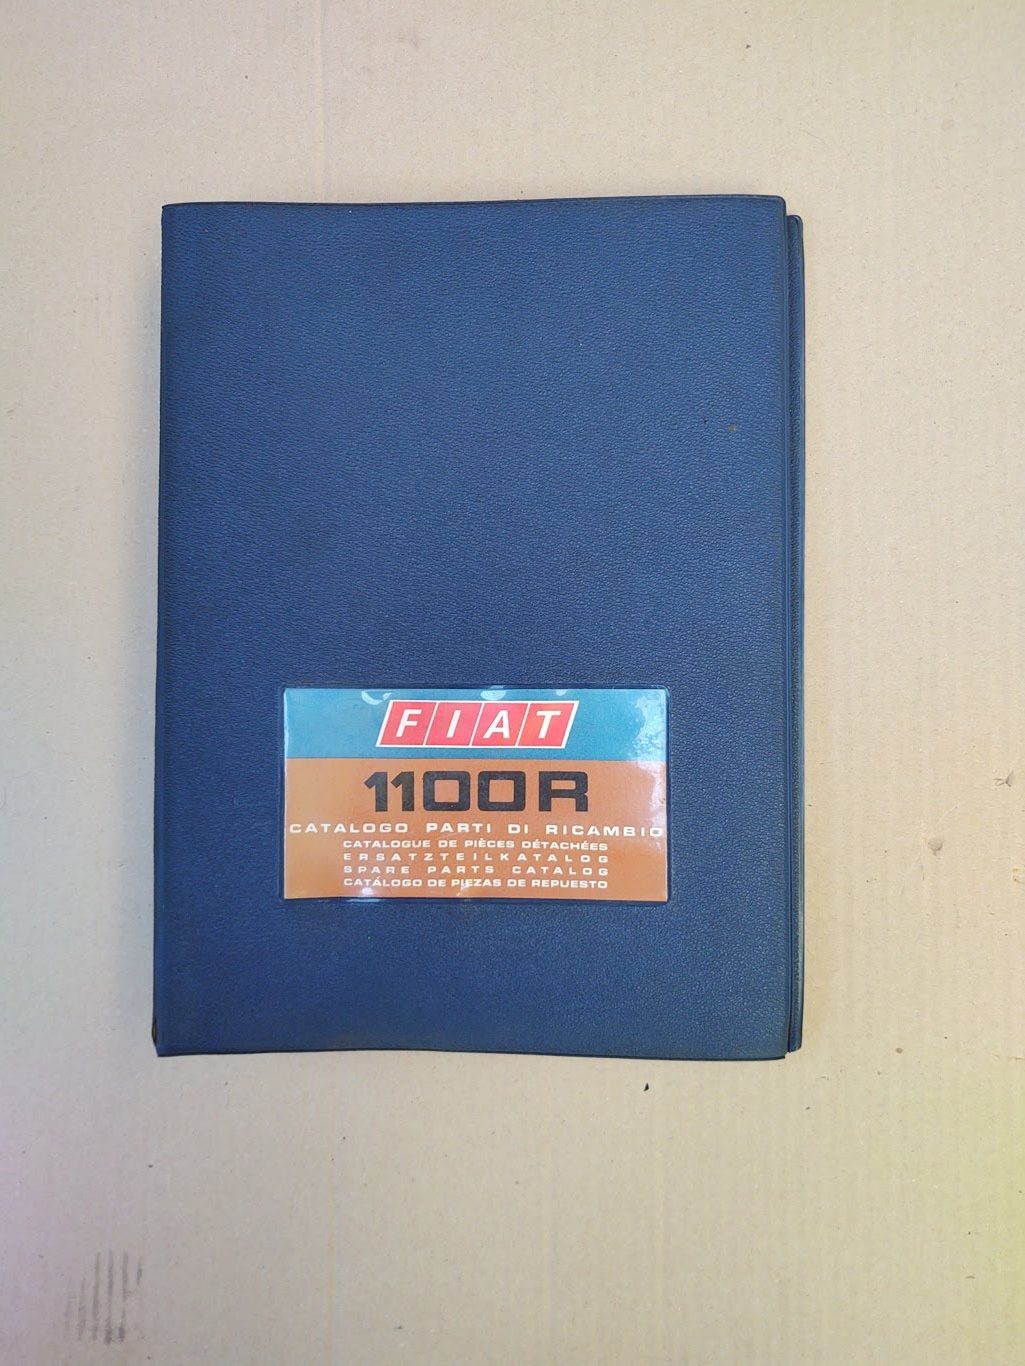 FIAT
1100R
CATALOGO PARTI DI RICAMBIO
CATALOGUE DE PIÈCES DÉTACHÉES
ERSATZTEILKATALOG
SPARE PARTS CATALOG
CATÁLOGO DE PIEZAS DE REPUESTO